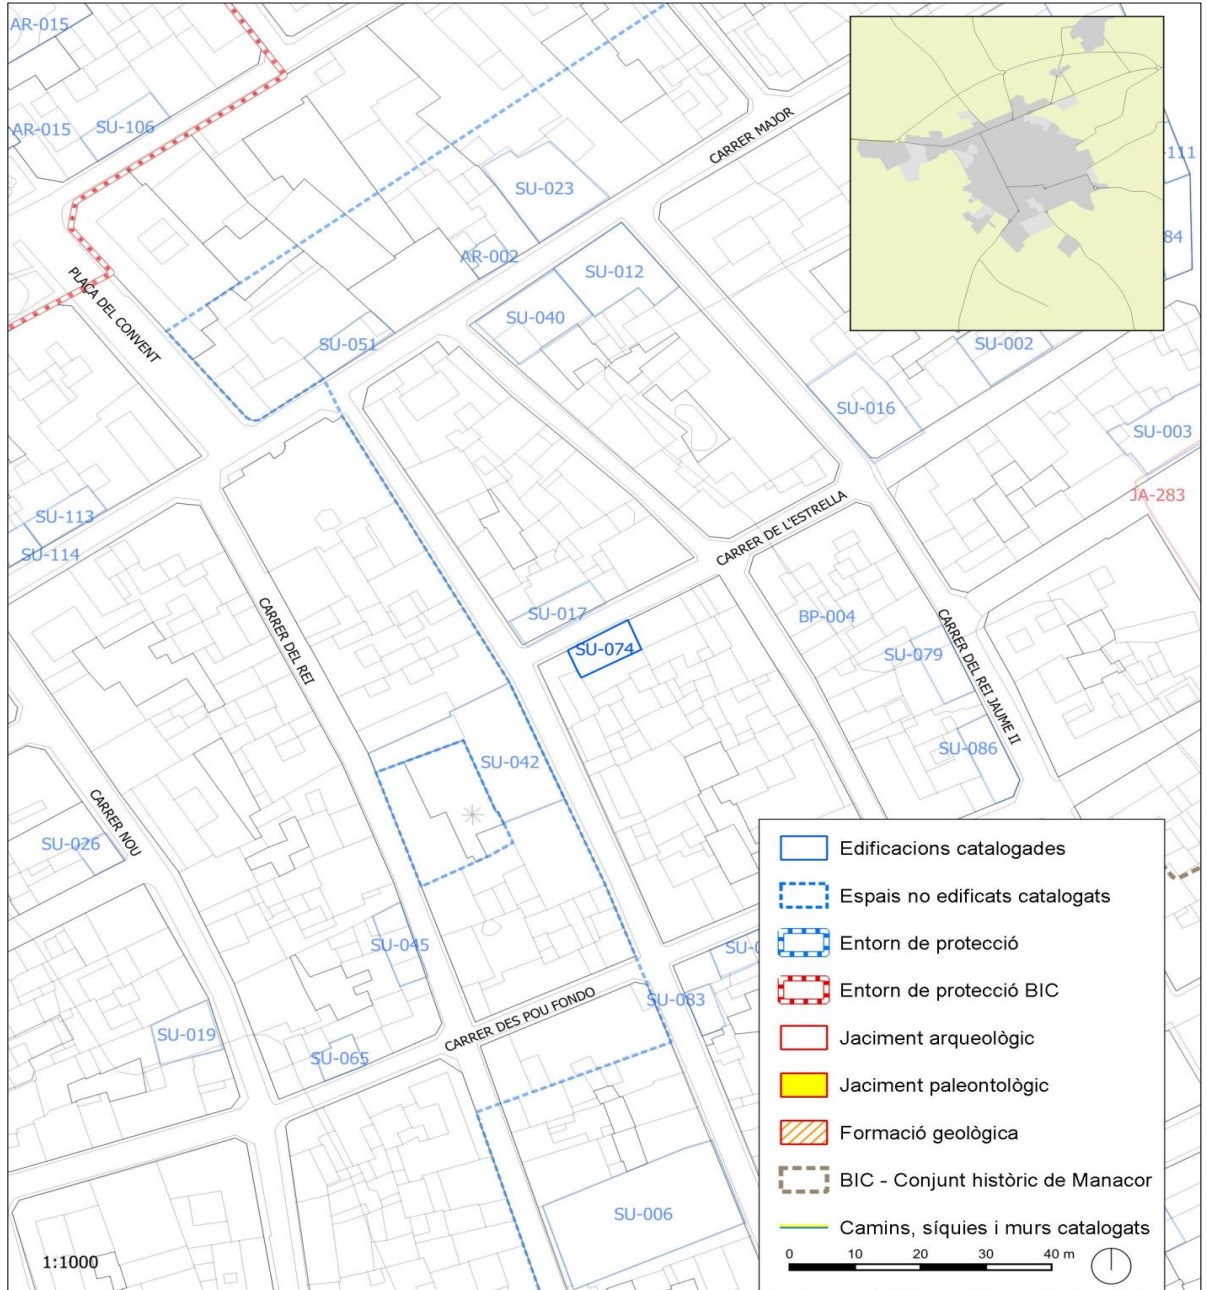 AR-015
AR-015
SU-106
CARRER MAJOR
SU-023
-111
AR-002
SU-012
84
PLAÇA DEL CONVENT
SU-040
SU-051
SU-002
SU-016
SU-003
JA-283
SU-113
CARRER DE L'ESTRELLA
SU-114
CARRER DEL REI
SU-017
BP-004
SU-074
SU-079
CARRER DEL REI JAUME II
SU-042
SU-086
CARRER NOU
SU-026
SU-045
SU-0
SU-083
CARRER DES POU FONDO
SU-019
SU-065
SU-006
1:1000
Edificacions catalogades
Espais no edificats catalogats
Entorn de protecció
Entorn de protecció BIC
Jaciment arqueològic
Jaciment paleontològic
Formació geològica
BIC - Conjunt històric de Manacor
Camins, síquies i murs catalogats
0 10 20 30 40 m